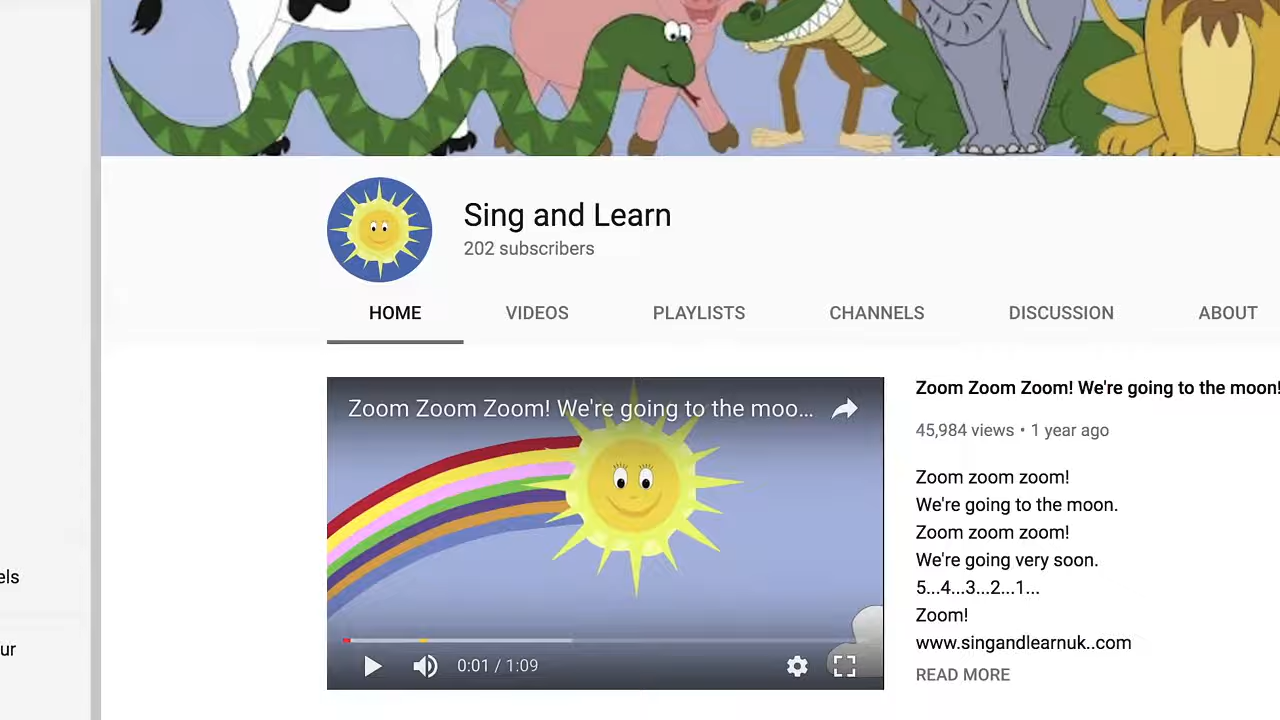 Sing and Learn
202 subscribers
HOME VIDEOS PLAYLISTS CHANNELS DISCUSSION ABOUT
Zoom Zoom Zoom! We're going to the moo...
0:01 / 1:09
Zoom Zoom Zoom! We're going to the moon!
45,984 views • 1 year ago
Zoom zoom zoom!
We're going to the moon.
Zoom zoom zoom!
We're going very soon.
5...4...3...2...1...
Zoom!
www.singandlearnuk..com
READ MORE
els
ur